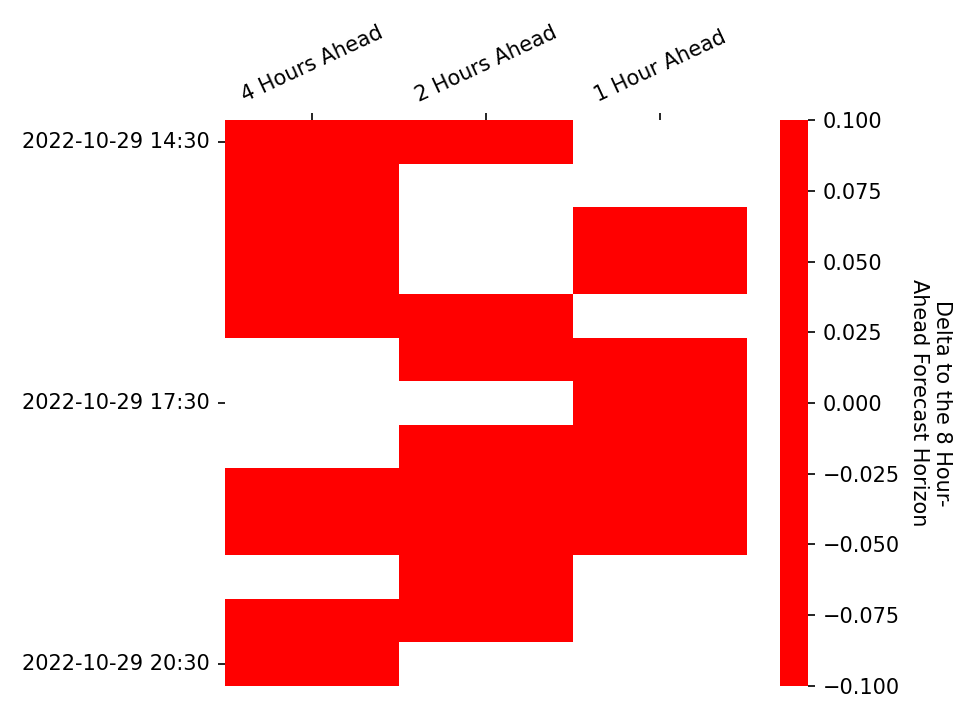 4 Hours Ahead
2 Hours Ahead
1 Hour Ahead
2022-10-29 14:30
2022-10-29 17:30
2022-10-29 20:30
0.100
0.075
0.050
0.025
0.000
−0.025
−0.050
−0.075
−0.100
Delta to the 8 Hour-
Ahead Forecast Horizon